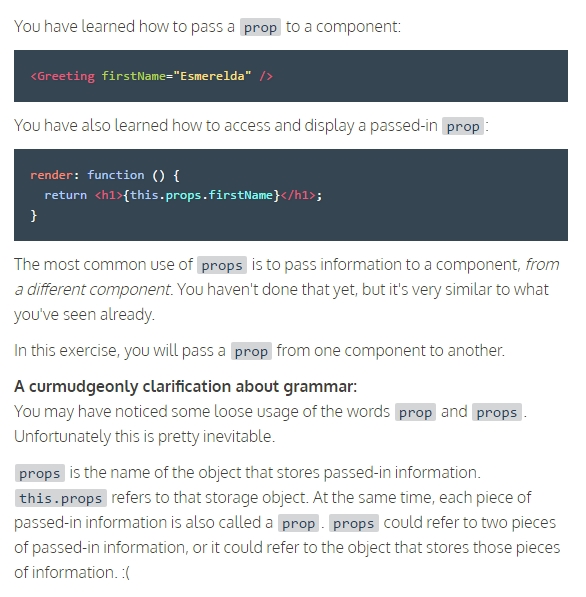 You have learned how to pass a prop to a component:
<Greeting firstName="Esmerelda" />
You have also learned how to access and display a passed-in prop:
render: function () {
  return <h1>{this.props.firstName}</h1>;
}
The most common use of props is to pass information to a component, from
a different component. You haven't done that yet, but it's very similar to what
you've seen already.
In this exercise, you will pass a prop from one component to another.
A curmudgeonly clarification about grammar:
You may have noticed some loose usage of the words prop and props.
Unfortunately this is pretty inevitable.
props is the name of the object that stores passed-in information.
this.props refers to that storage object. At the same time, each piece of
passed-in information is also called a prop. props could refer to two pieces
of passed-in information, or it could refer to the object that stores those pieces
of information. :(